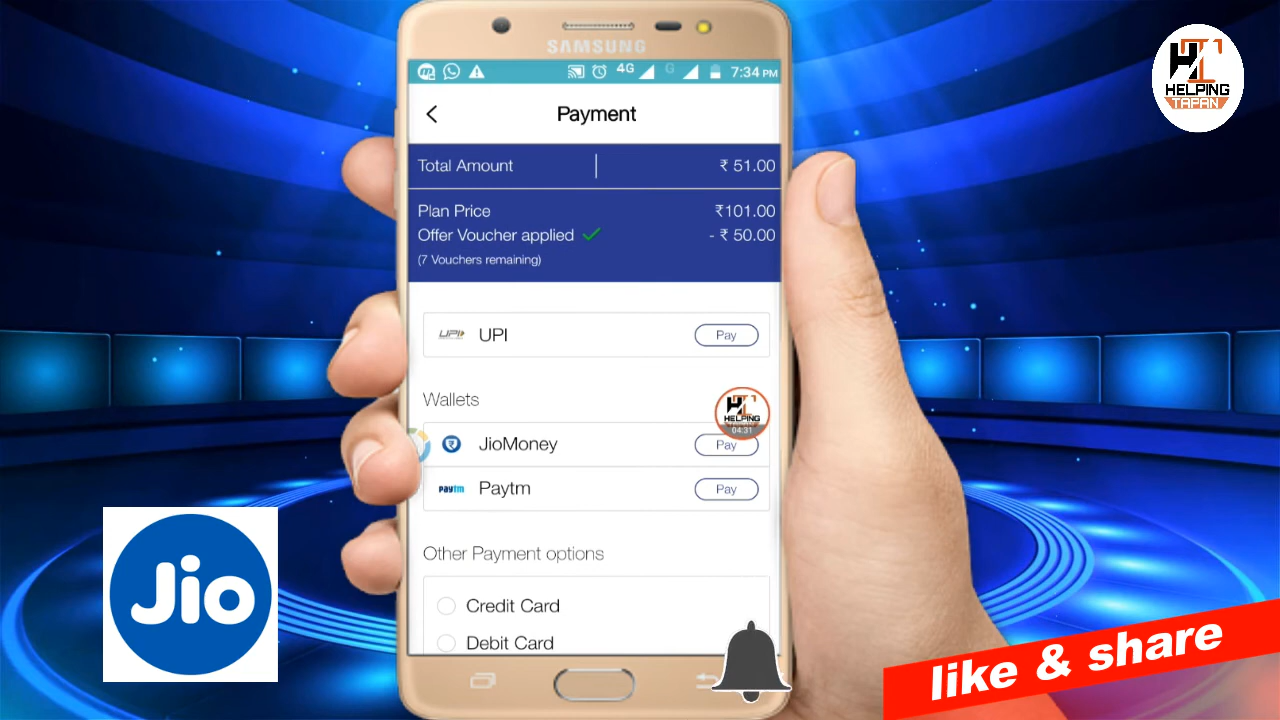 SAMSUNG
4G G 7:34 PM
Payment
Total Amount ₹ 51.00
Plan Price ₹101.00
Offer Voucher applied - ₹ 50.00
(7 Vouchers remaining)
UPI UPI Pay
Wallets
JioMoney Pay
paytm Paytm Pay
Other Payment options
Credit Card
Debit Card
HT
HELPING
04:31
HT
HELPING
TAPAN
Jio
like & share